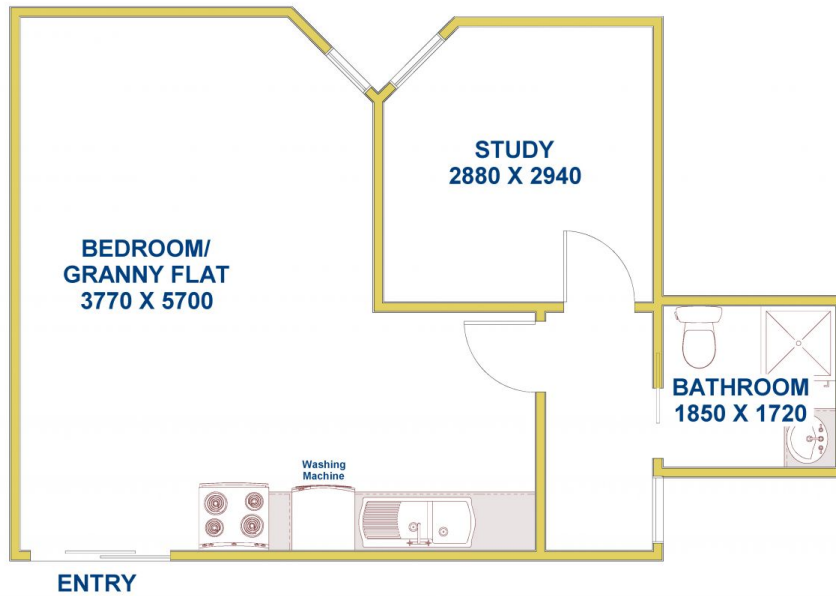 STUDY
2880 X 2940
BEDROOM/
GRANNY FLAT
3770 X 5700
BATHROOM
1850 X 1720
Washing
Machine
ENTRY